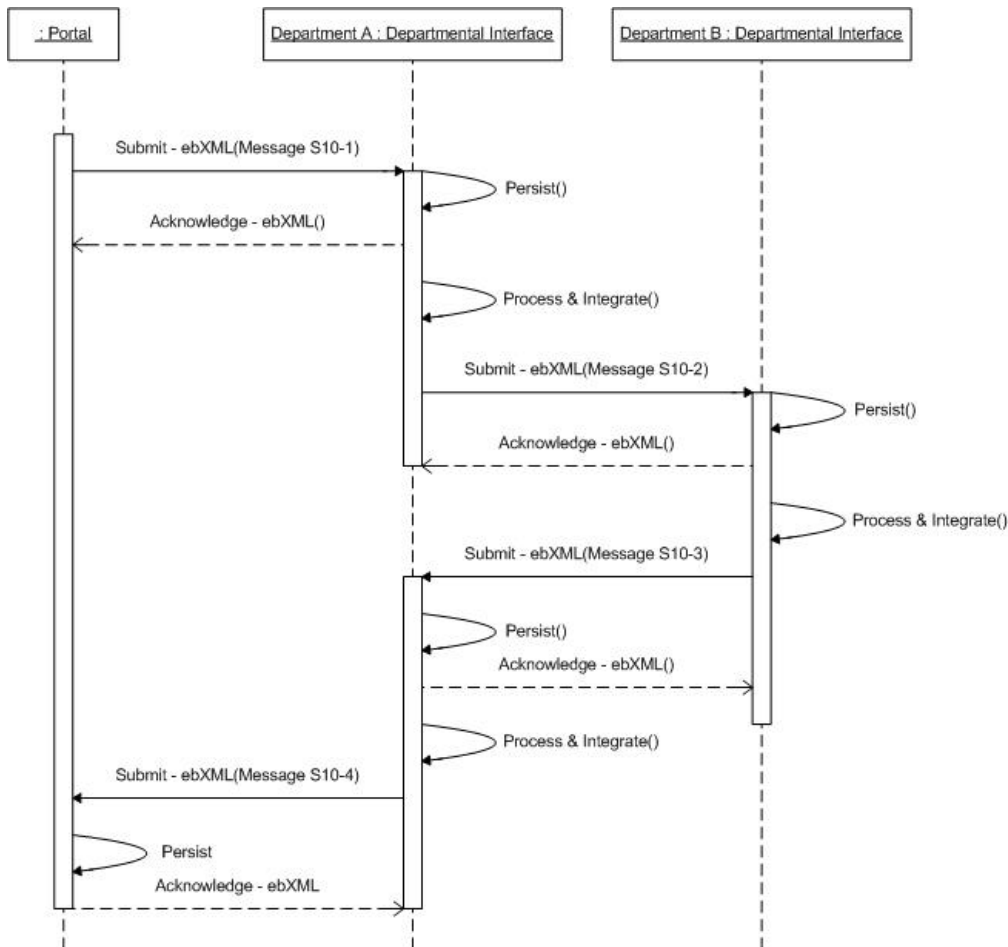 : Portal
Department A : Departmental Interface
Department B : Departmental Interface
Submit - ebXML(Message S10-1)
Persist()
Acknowledge - ebXML()
Process & Integrate()
Submit - ebXML(Message S10-2)
Persist()
Acknowledge - ebXML()
Process & Integrate()
Submit - ebXML(Message S10-3)
Persist()
Acknowledge - ebXML()
Process & Integrate()
Submit - ebXML(Message S10-4)
Persist
Acknowledge - ebXML